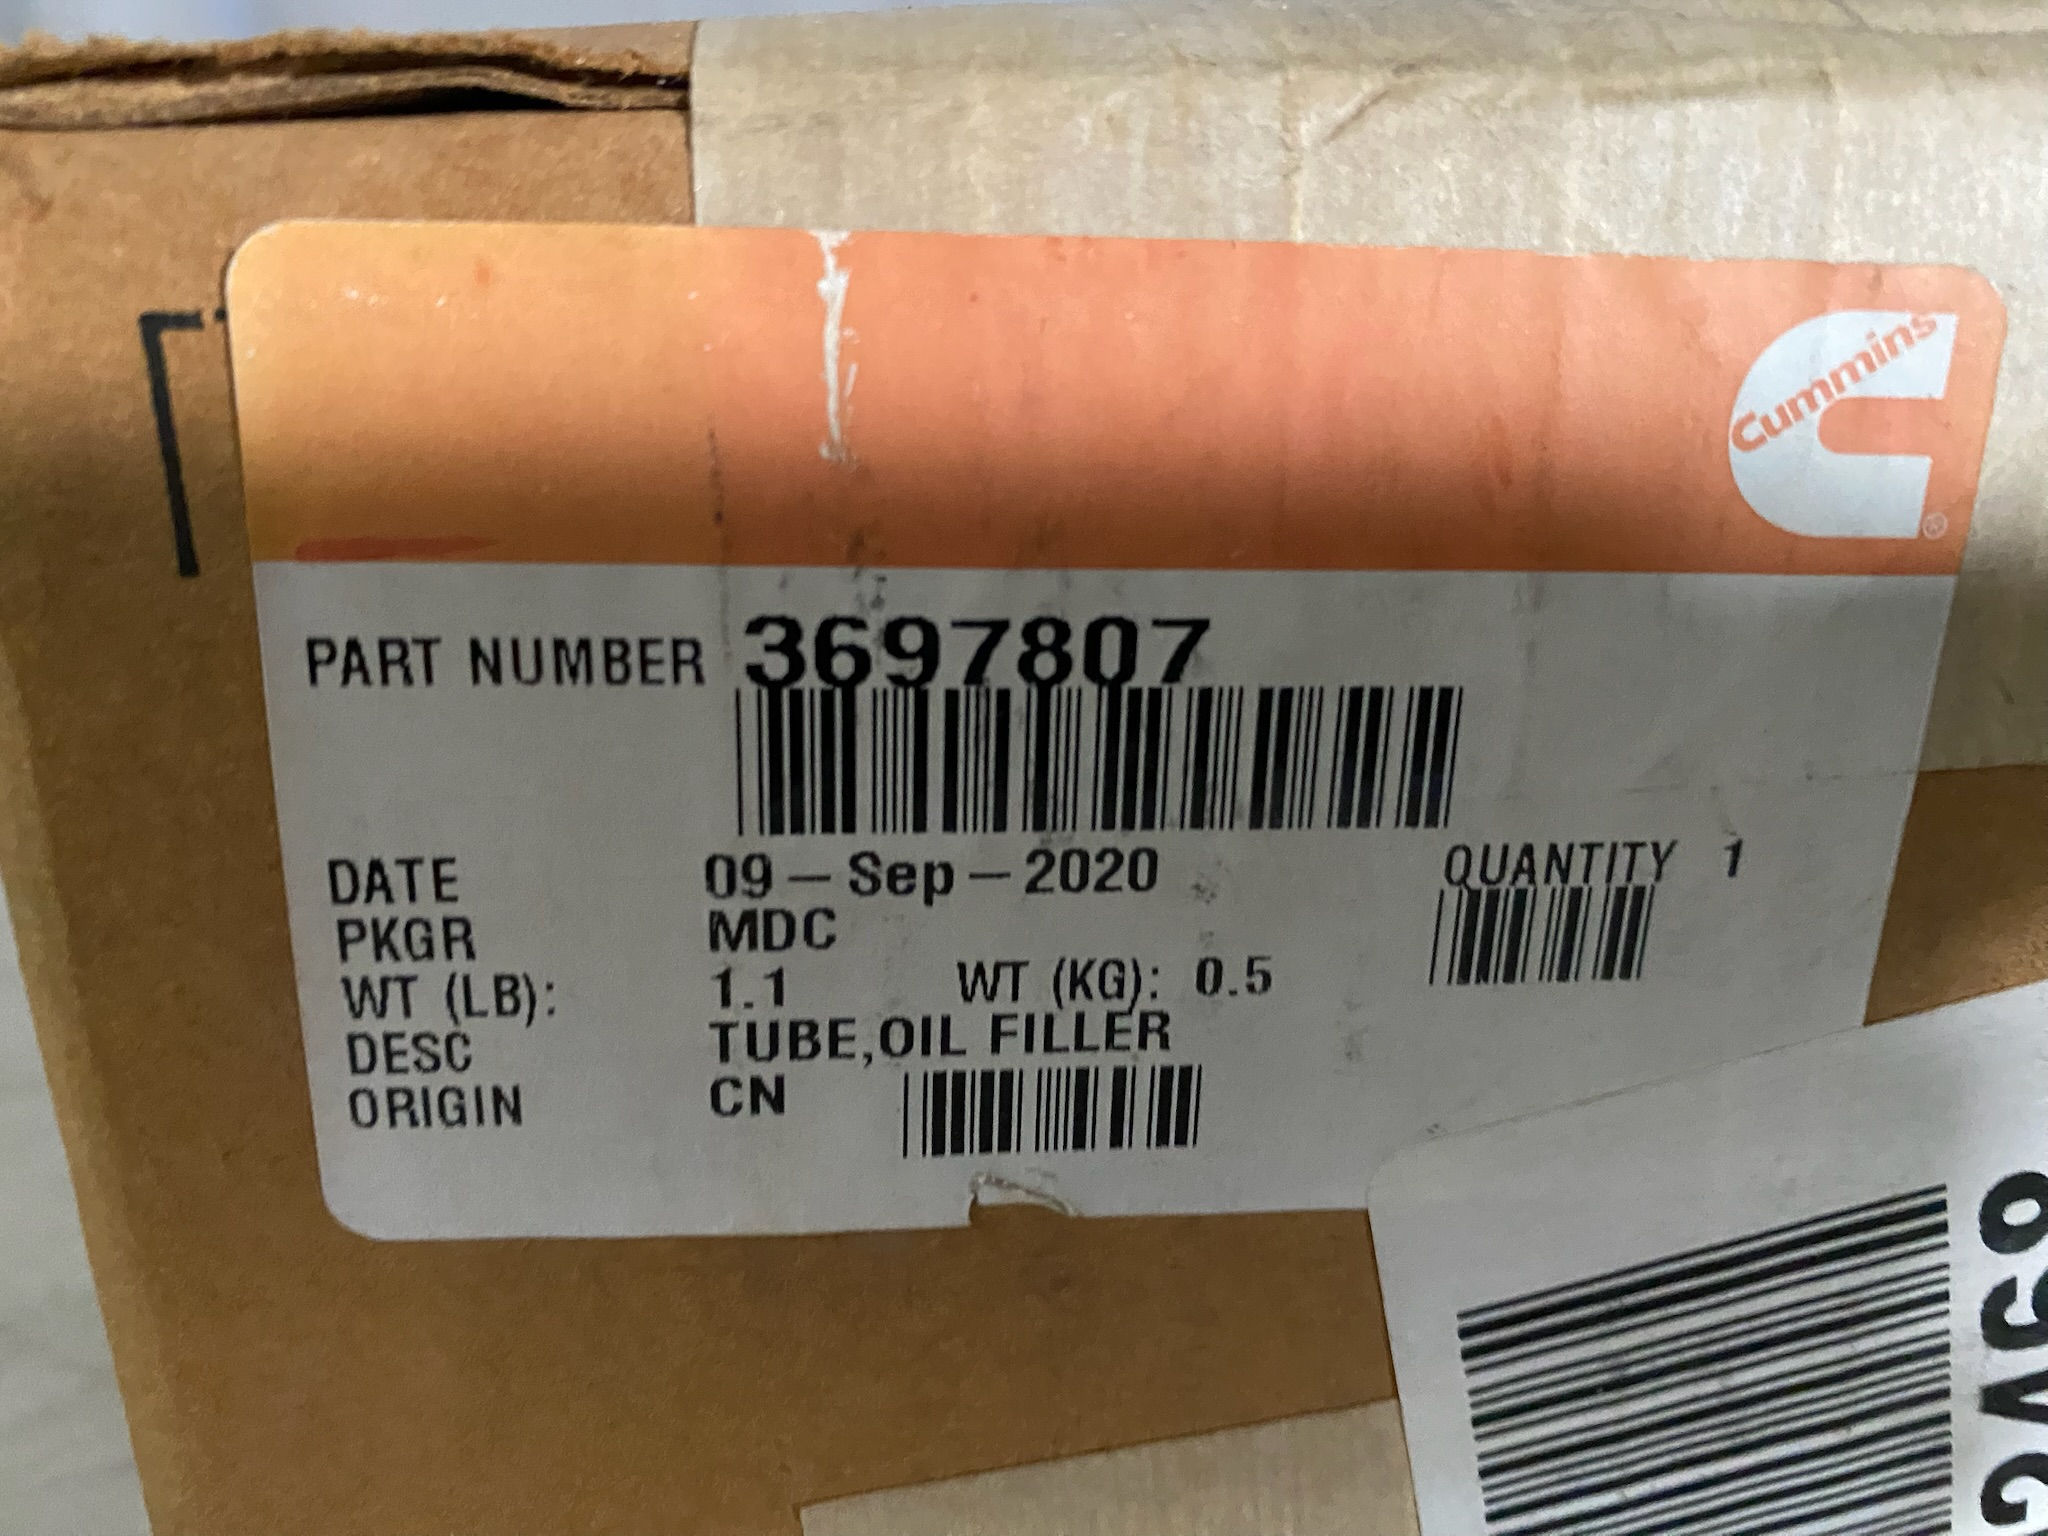 Cummins
®
PART NUMBER 3697807
DATE 09-Sep-2020 QUANTITY 1
PKGR MDC
WT (LB): 1.1 WT (KG): 0.5
DESC TUBE,OIL FILLER
ORIGIN CN